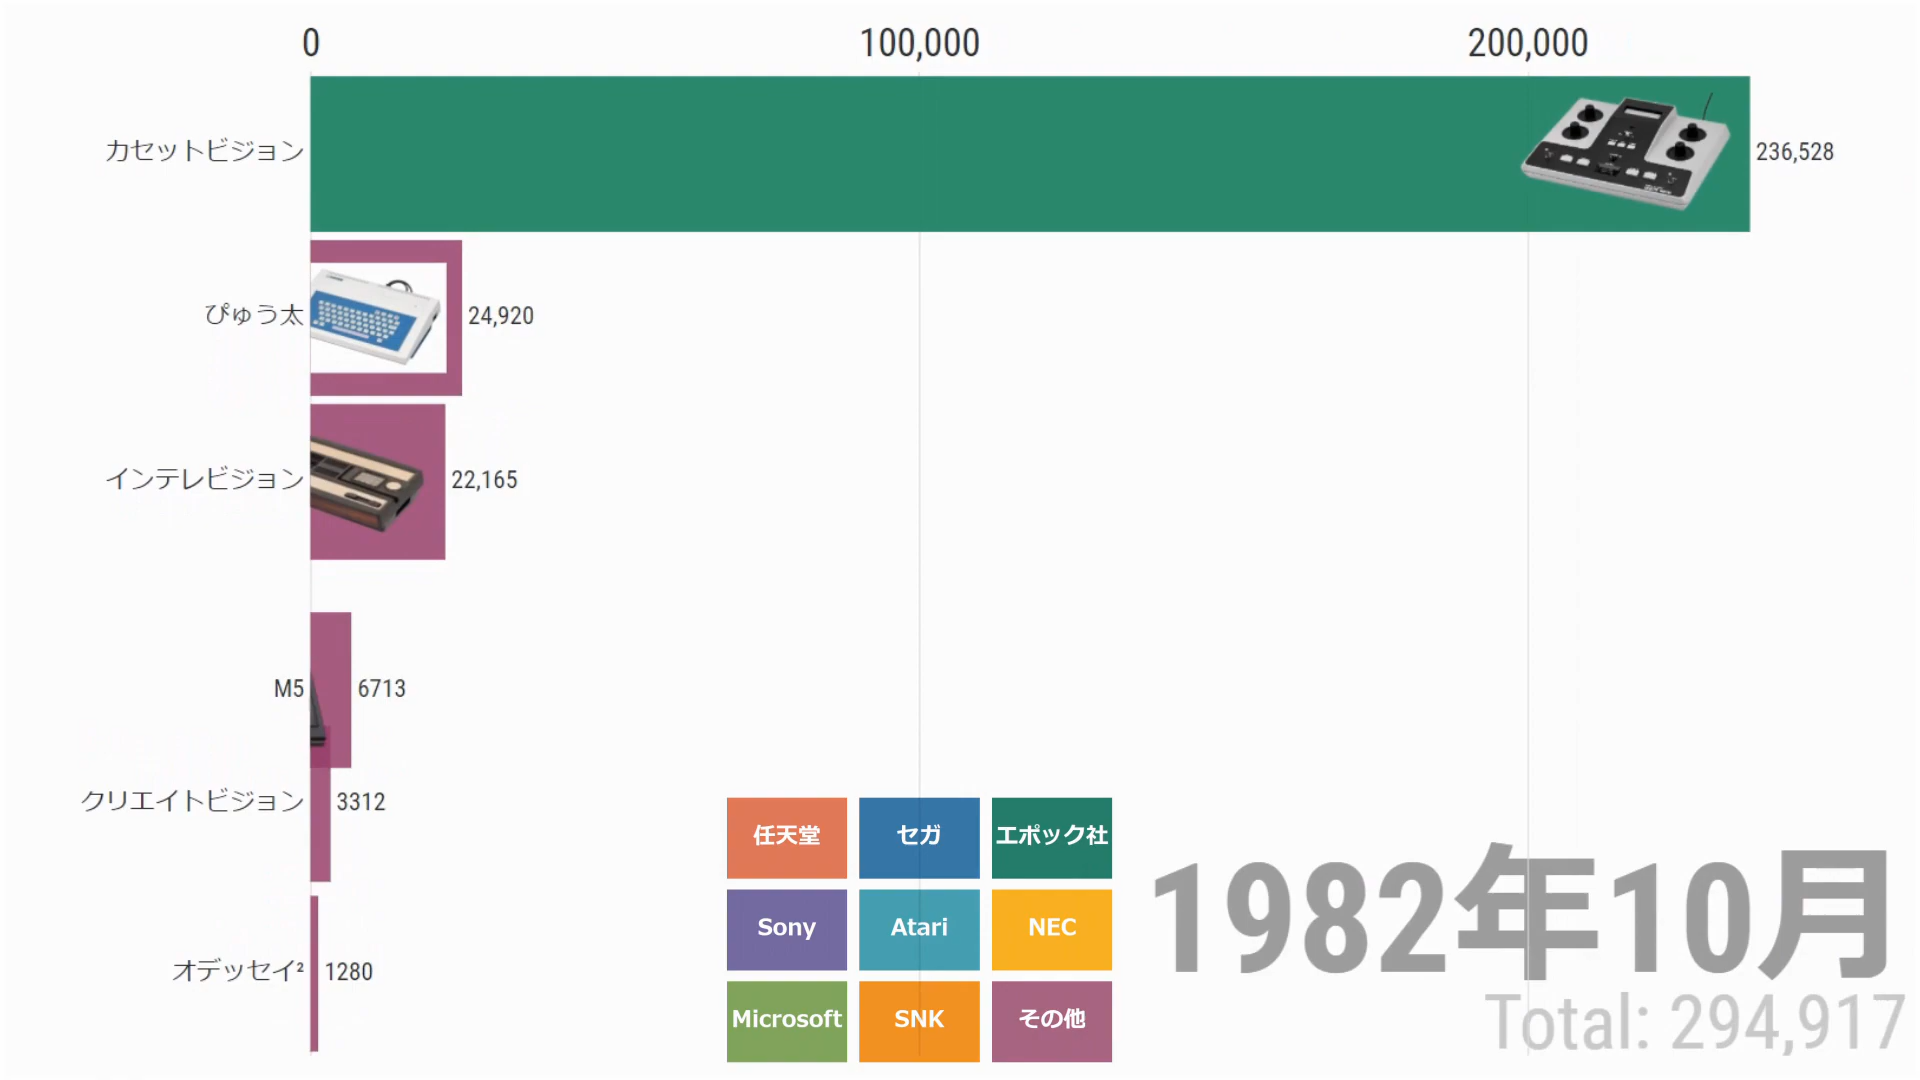 0 100,000 200,000
カセットビジョン 236,528
ぴゅう太 24,920
インテレビジョン 22,165
M5 6713
クリエイトビジョン 3312
オデッセイ² 1280
任天堂 セガ エポック社
Sony Atari NEC
Microsoft SNK その他
1982年10月
Total: 294,917